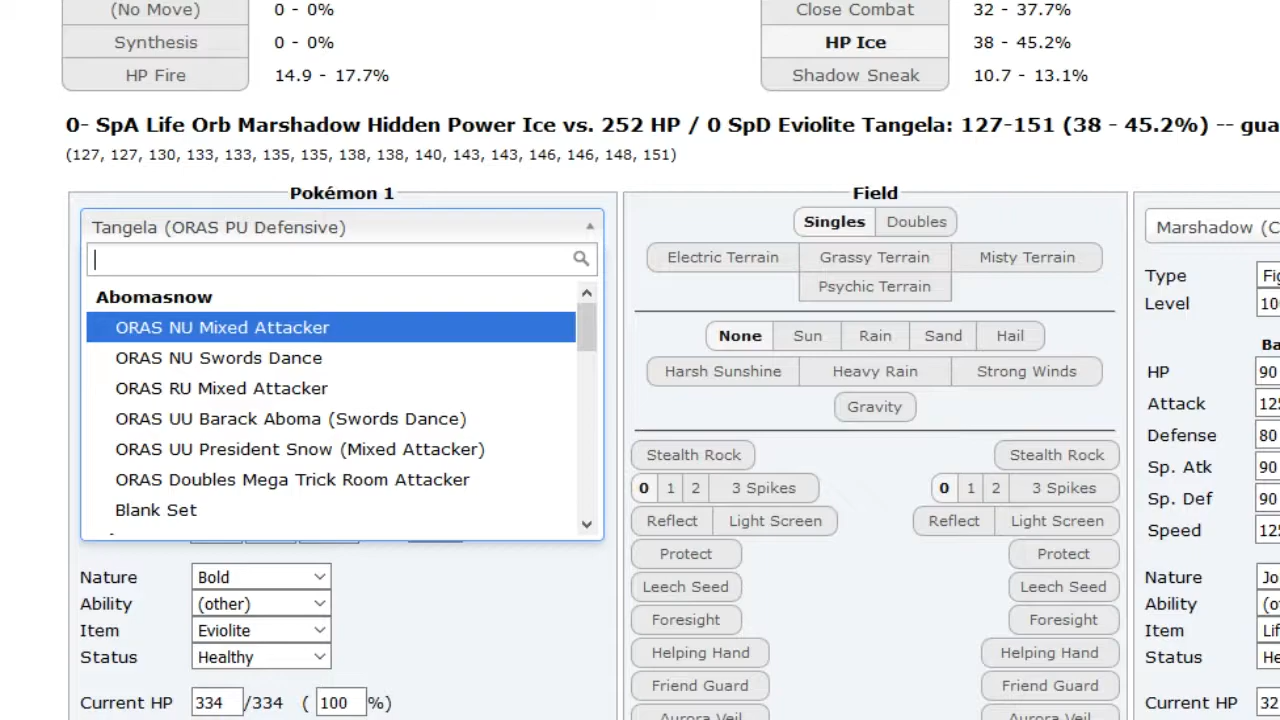 (No Move) 0 - 0% Close Combat 32 - 37.7%
Synthesis 0 - 0% HP Ice 38 - 45.2%
HP Fire 14.9 - 17.7% Shadow Sneak 10.7 - 13.1%
0- SpA Life Orb Marshadow Hidden Power Ice vs. 252 HP / 0 SpD Eviolite Tangela: 127-151 (38 - 45.2%) -- gua
(127, 127, 130, 133, 133, 135, 135, 138, 138, 140, 143, 143, 146, 146, 148, 151)
Pokémon 1
Tangela (ORAS PU Defensive)
Abomasnow
ORAS NU Mixed Attacker
ORAS NU Swords Dance
ORAS RU Mixed Attacker
ORAS UU Barack Aboma (Swords Dance)
ORAS UU President Snow (Mixed Attacker)
ORAS Doubles Mega Trick Room Attacker
Blank Set
Nature Bold
Ability (other)
Item Eviolite
Status Healthy
Current HP 334 /334 ( 100 %)
Field
Singles Doubles
Electric Terrain Grassy Terrain Misty Terrain
Psychic Terrain
None Sun Rain Sand Hail
Harsh Sunshine Heavy Rain Strong Winds
Gravity
Stealth Rock Stealth Rock
0 1 2 3 Spikes 0 1 2 3 Spikes
Reflect Light Screen Reflect Light Screen
Protect Protect
Leech Seed Leech Seed
Foresight Foresight
Helping Hand Helping Hand
Friend Guard Friend Guard
Aurora Veil Aurora Veil
Marshadow (C
Type Fig
Level 10
Ba
HP 90
Attack 125
Defense 80
Sp. Atk 90
Sp. Def 90
Speed 125
Nature Jo
Ability (o
Item Lif
Status He
Current HP 32